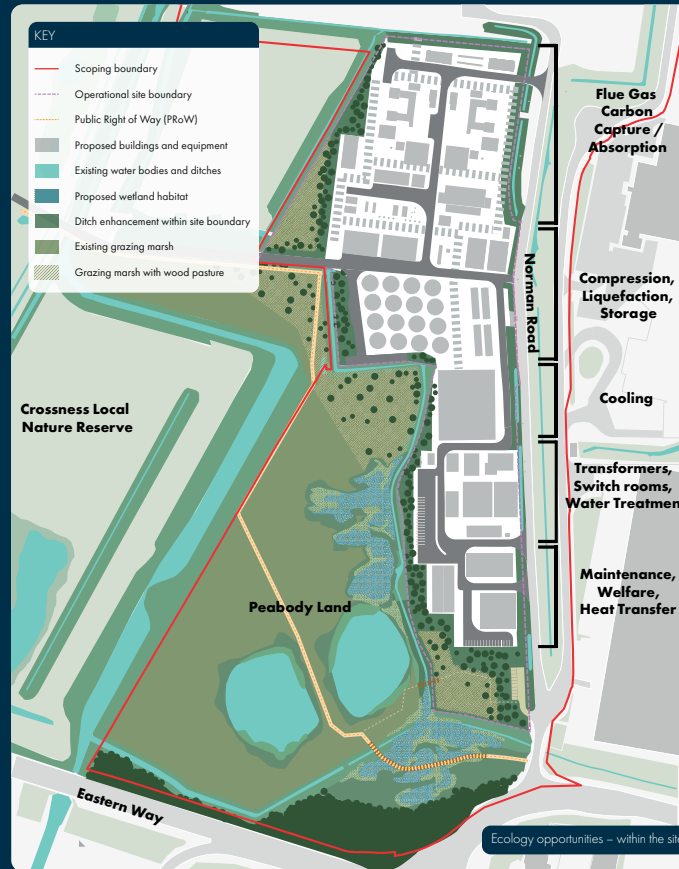 KEY
Scoping boundary
Operational site boundary
Public Right of Way (PRoW)
Proposed buildings and equipment
Existing water bodies and ditches
Proposed wetland habitat
Ditch enhancement within site boundary
Existing grazing marsh
Grazing marsh with wood pasture
Flue Gas
Carbon
Capture /
Absorption
Norman Road
Compression,
Liquefaction,
Storage
Cooling
Crossness Local
Nature Reserve
Transformers,
Switch rooms,
Water Treatmen
Maintenance,
Welfare,
Heat Transfer
Peabody Land
Eastern Way
Ecology opportunities – within the site